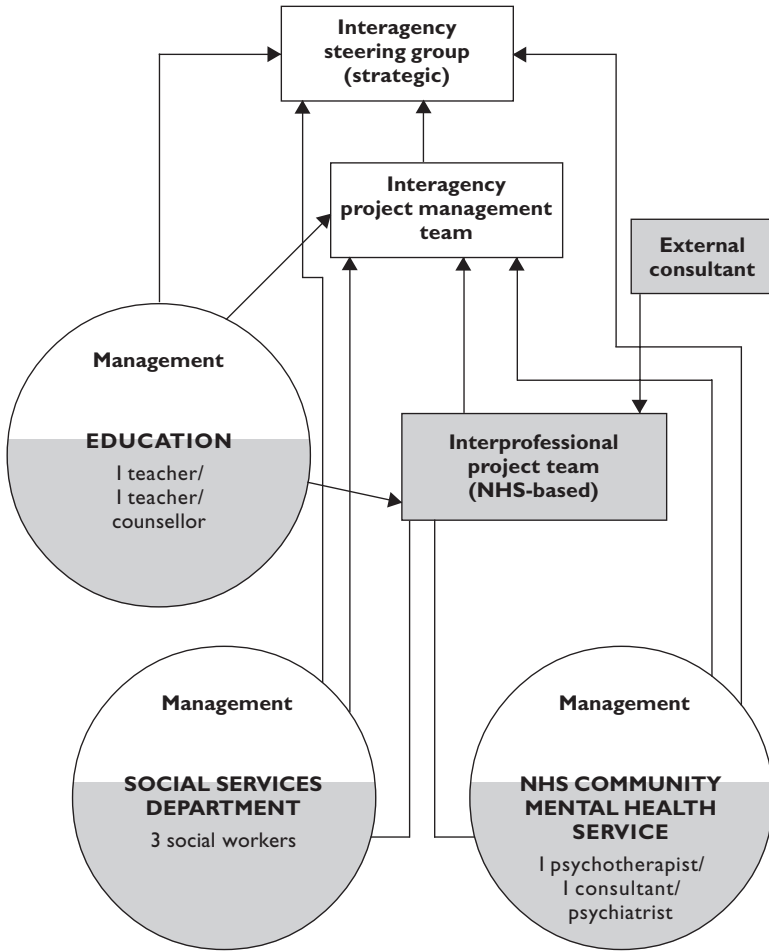 Interagency
steering group
(strategic)
Interagency
project management
team
External
consultant
Management
EDUCATION
1 teacher/
1 teacher/
counsellor
Interprofessional
project team
(NHS-based)
Management
SOCIAL SERVICES
DEPARTMENT
3 social workers
Management
NHS COMMUNITY
MENTAL HEALTH
SERVICE
1 psychotherapist/
1 consultant/
psychiatrist